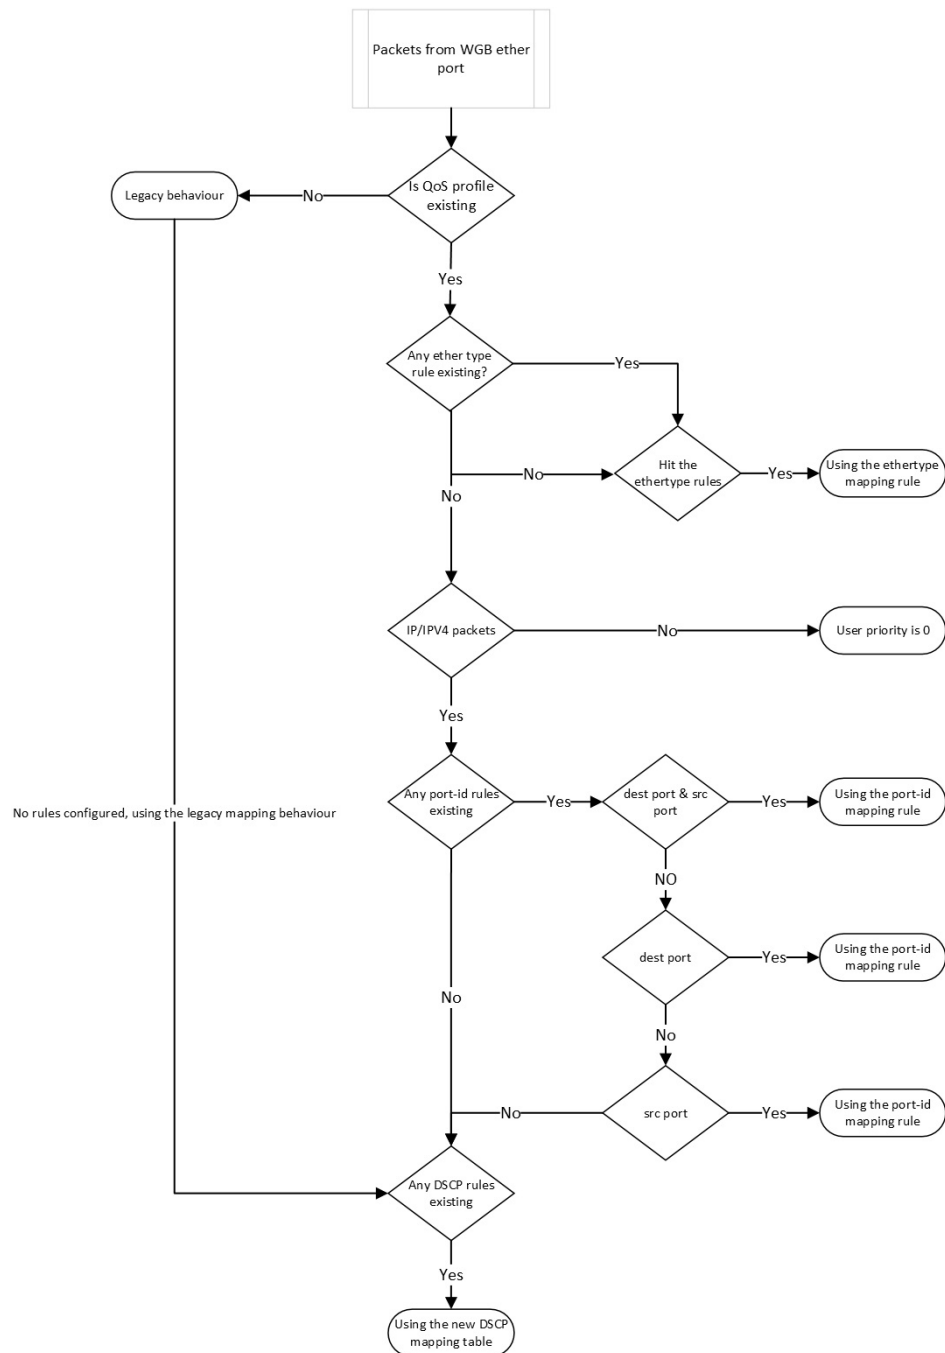 Packets from WGB ether
port
Is QoS profile
existing
No
Legacy behaviour
Yes
Any ether type
rule existing?
Yes
Hit the
ethertype rules
Yes
Using the ethertype
mapping rule
No
No
IP/IPV4 packets
No
User priority is 0
Yes
Any port-id rules
existing
Yes
dest port & src
port
Yes
Using the port-id
mapping rule
No rules configured, using the legacy mapping behaviour
NO
dest port
Yes
Using the port-id
mapping rule
No
No
src port
Yes
Using the port-id
mapping rule
No
Any DSCP rules
existing
Yes
Using the new DSCP
mapping table